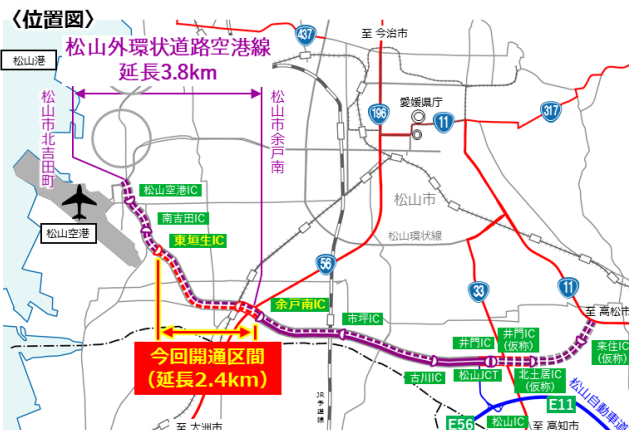 〈位置図〉
松山外環状道路空港線
延長3.8km
松山港
437
至 今治市
196
愛媛県庁
11
317
松山市北吉田町
松山市余戸南
松山空港IC
南吉田IC
東垣生IC
松山空港
松山市
松山環状線
56
33
11
至 高松市
余戸南IC
市坪IC
今回開通区間
(延長2.4km)
井門IC
井門IC
(仮称)
来住IC
(仮称)
古川IC
松山JCT
北土居IC
(仮称)
JR予讃線
松山自動車道
E11
E56
松山IC
至 大洲市
至 高知市